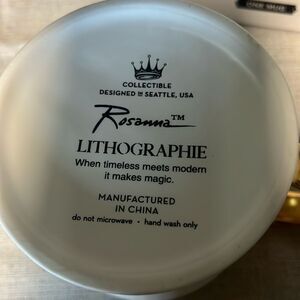 COLLECTIBLE
DESIGNED IN SEATTLE, USA
Rosanna™
LITHOGRAPHIE
When timeless meets modern
it makes magic.
MANUFACTURED
IN CHINA
do not microwave • hand wash only